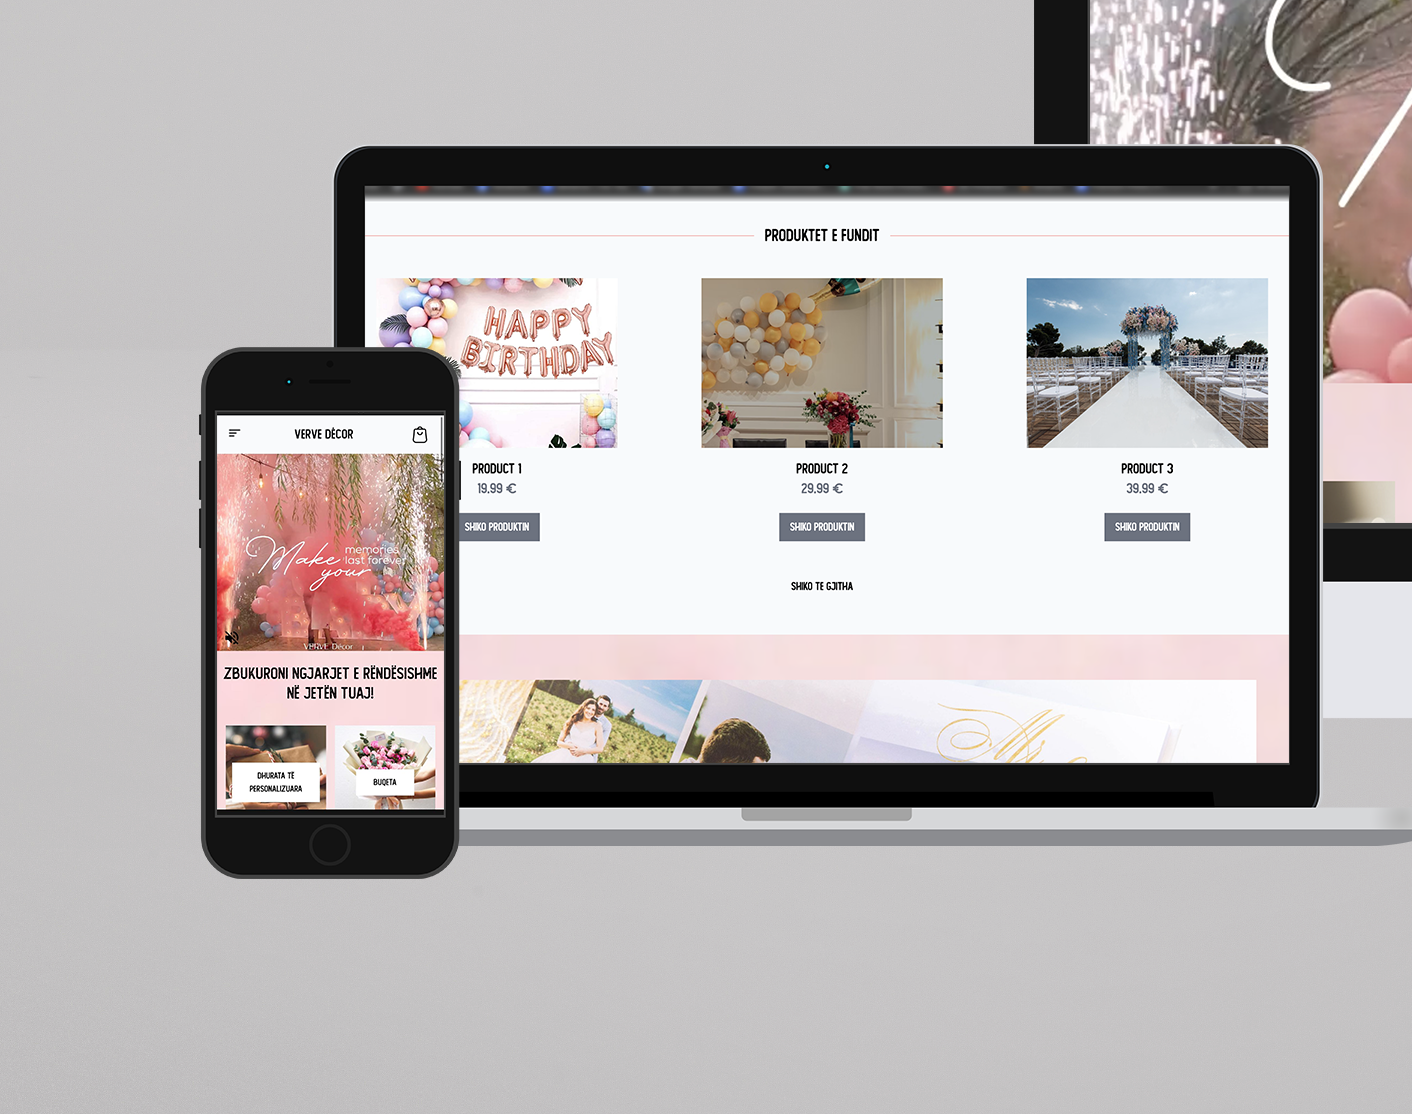 PRODUKTET E FUNDIT
HAPPY
BIRTHDAY
PRODUCT 1
19,99 €
SHIKO PRODUKTIN
PRODUCT 2
29,99 €
SHIKO PRODUKTIN
PRODUCT 3
39,99 €
SHIKO PRODUKTIN
SHIKO TE GJITHA
VERVE DÈCOR
Make memories
your last forever
VERVE Décor
ZBUKURONI NGJARJET E RËNDËSISHME
NË JETËN TUAJ!
DHURATA TË
PERSONALIZUARA
BUQETA